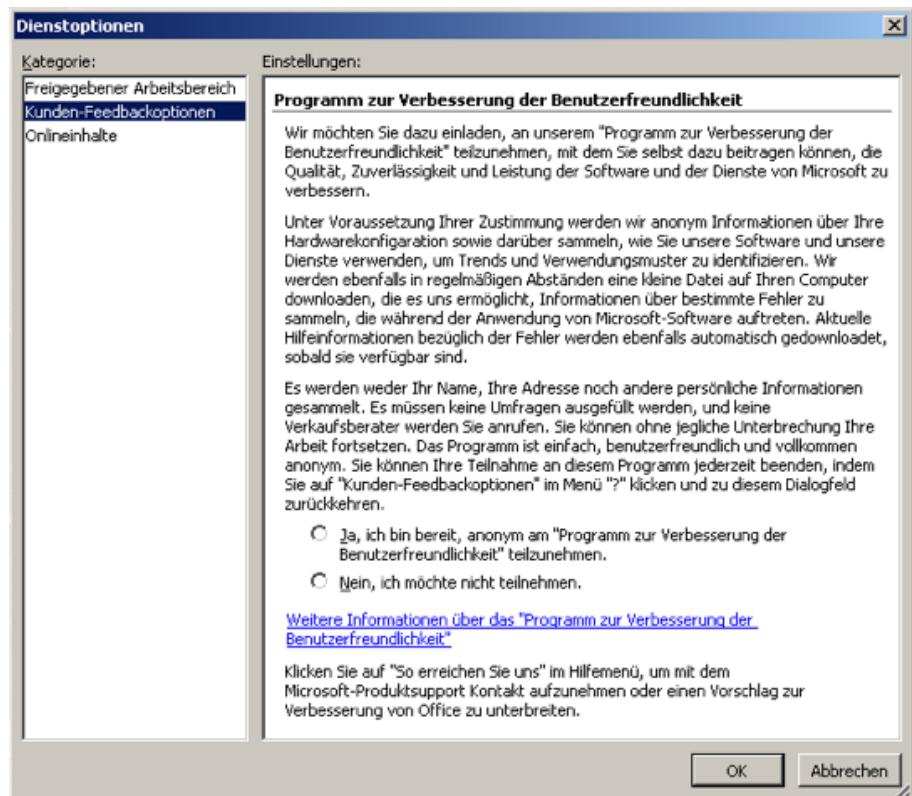 Dienstoptionen
Kategorie:
Freigegebener Arbeitsbereich
Kunden-Feedbackoptionen
Onlineinhalte
Einstellungen:
Programm zur Verbesserung der Benutzerfreundlichkeit
Wir möchten Sie dazu einladen, an unserem "Programm zur Verbesserung der
Benutzerfreundlichkeit" teilzunehmen, mit dem Sie selbst dazu beitragen können, die
Qualität, Zuverlässigkeit und Leistung der Software und der Dienste von Microsoft zu
verbessern.
Unter Voraussetzung Ihrer Zustimmung werden wir anonym Informationen über Ihre
Hardwarekonfigaration sowie darüber sammeln, wie Sie unsere Software und unsere
Dienste verwenden, um Trends und Verwendungsmuster zu identifizieren. Wir
werden ebenfalls in regelmäßigen Abständen eine kleine Datei auf Ihren Computer
downloaden, die es uns ermöglicht, Informationen über bestimmte Fehler zu
sammeln, die während der Anwendung von Microsoft-Software auftreten. Aktuelle
Hilfeinformationen bezüglich der Fehler werden ebenfalls automatisch gedownloadet,
sobald sie verfügbar sind.
Es werden weder Ihr Name, Ihre Adresse noch andere persönliche Informationen
gesammelt. Es müssen keine Umfragen ausgefüllt werden, und keine
Verkaufsberater werden Sie anrufen. Sie können ohne jegliche Unterbrechung Ihre
Arbeit fortsetzen. Das Programm ist einfach, benutzerfreundlich und vollkommen
anonym. Sie können Ihre Teilnahme an diesem Programm jederzeit beenden, indem
Sie auf "Kunden-Feedbackoptionen" im Menü "?" klicken und zu diesem Dialogfeld
zurückkehren.
Ja, ich bin bereit, anonym am "Programm zur Verbesserung der
Benutzerfreundlichkeit" teilzunehmen.
Nein, ich möchte nicht teilnehmen.
Weitere Informationen über das "Programm zur Verbesserung der
Benutzerfreundlichkeit"
Klicken Sie auf "So erreichen Sie uns" im Hilfemenü, um mit dem
Microsoft-Produktsupport Kontakt aufzunehmen oder einen Vorschlag zur
Verbesserung von Office zu unterbreiten.
OK
Abbrechen